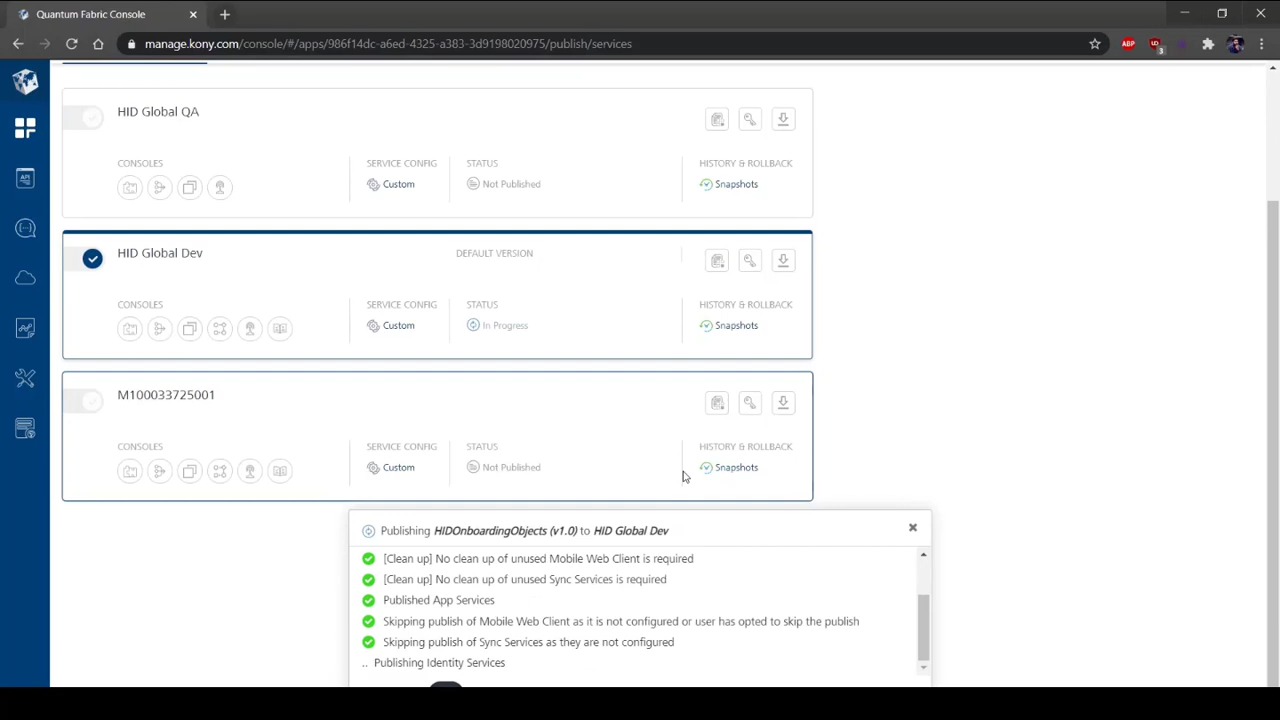 Quantum Fabric Console
manage.kony.com/console/#/apps/986f14dc-a6ed-4325-a383-3d9198020975/publish/services
ABP
UD
3
API
HID Global QA
CONSOLES
SERVICE CONFIG
STATUS
HISTORY & ROLLBACK
Custom
Not Published
Snapshots
HID Global Dev
DEFAULT VERSION
CONSOLES
SERVICE CONFIG
STATUS
HISTORY & ROLLBACK
Custom
In Progress
Snapshots
M100033725001
CONSOLES
SERVICE CONFIG
STATUS
HISTORY & ROLLBACK
Custom
Not Published
Snapshots
Publishing HIDOnboardingObjects (v1.0) to HID Global Dev
[Clean up] No clean up of unused Mobile Web Client is required
[Clean up] No clean up of unused Sync Services is required
Published App Services
Skipping publish of Mobile Web Client as it is not configured or user has opted to skip the publish
Skipping publish of Sync Services as they are not configured
.. Publishing Identity Services